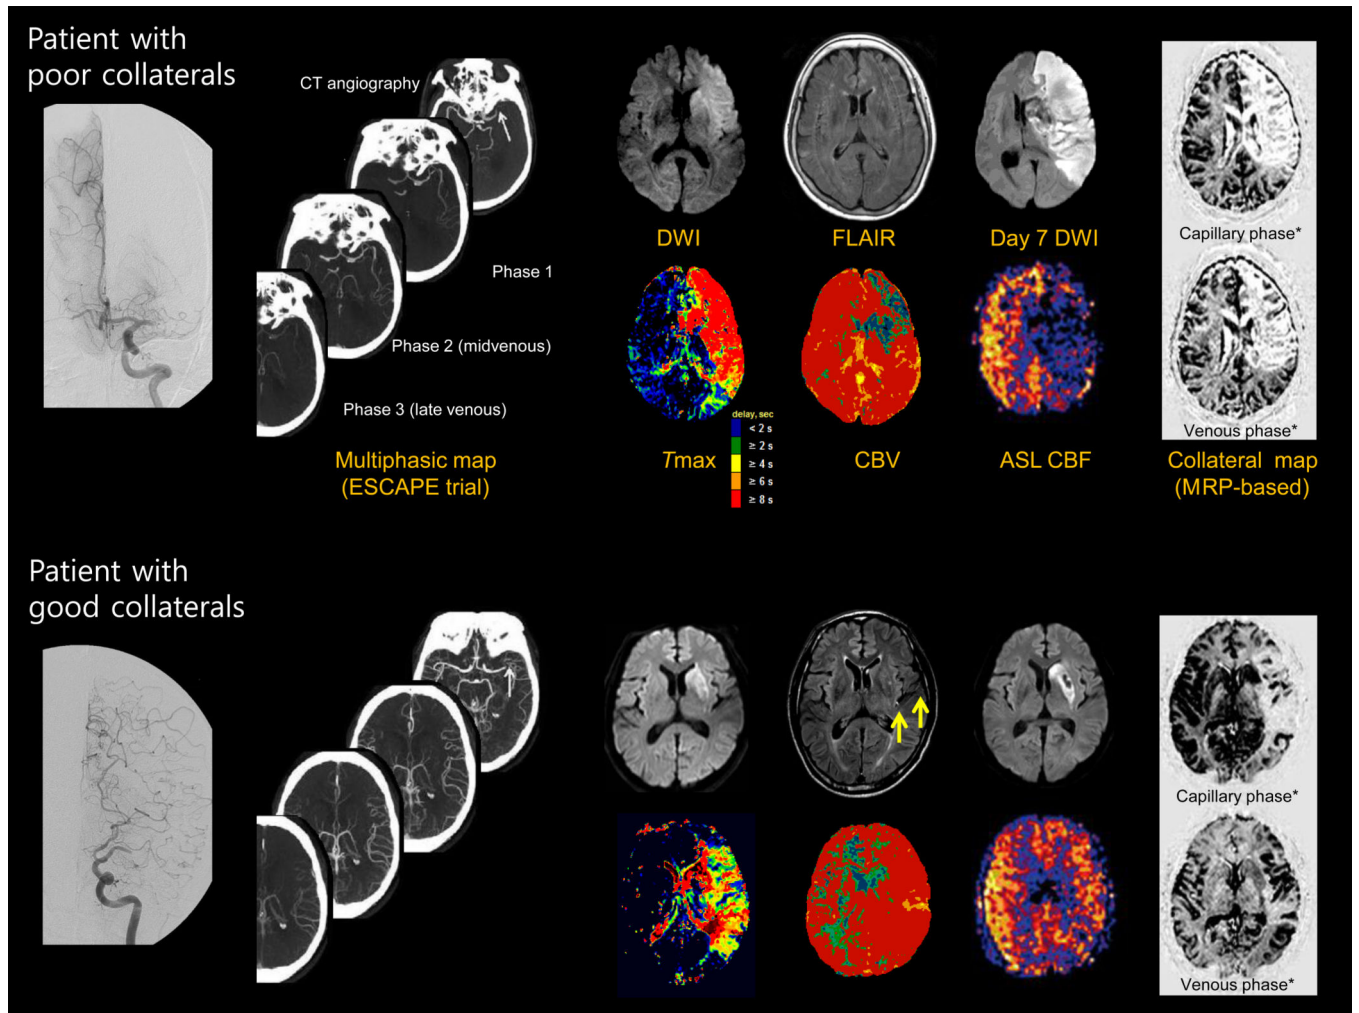 Patient with
poor collaterals
CT angiography
Phase 1
Phase 2 (midvenous)
Phase 3 (late venous)
Multiphasic map
(ESCAPE trial)
DWI
FLAIR
Day 7 DWI
Tmax
delay, sec
< 2 s
≥ 2 s
≥ 4 s
≥ 6 s
≥ 8 s
CBV
ASL CBF
Capillary phase*
Venous phase*
Collateral map
(MRP-based)
Patient with
good collaterals
Capillary phase*
Venous phase*